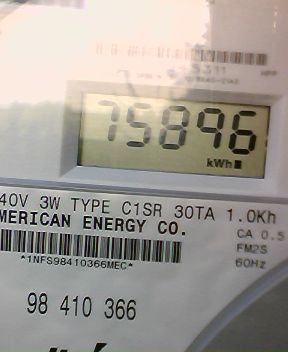 75896
kWh
40V 3W TYPE C1SR 30TA 1.0Kh
MERICAN ENERGY CO.
CA 0.5
FM2S
*1NFS98410366MEC*
60Hz
98 410 366